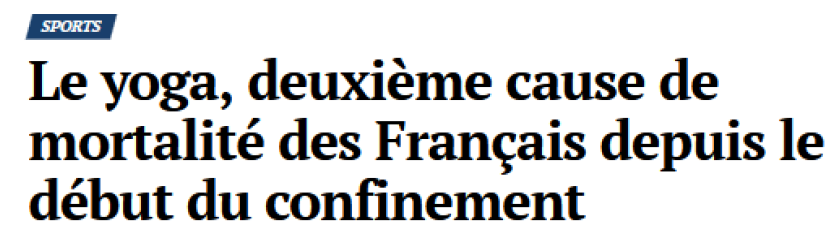 SPORTS
Le yoga, deuxième cause de
mortalité des Français depuis le
début du confinement